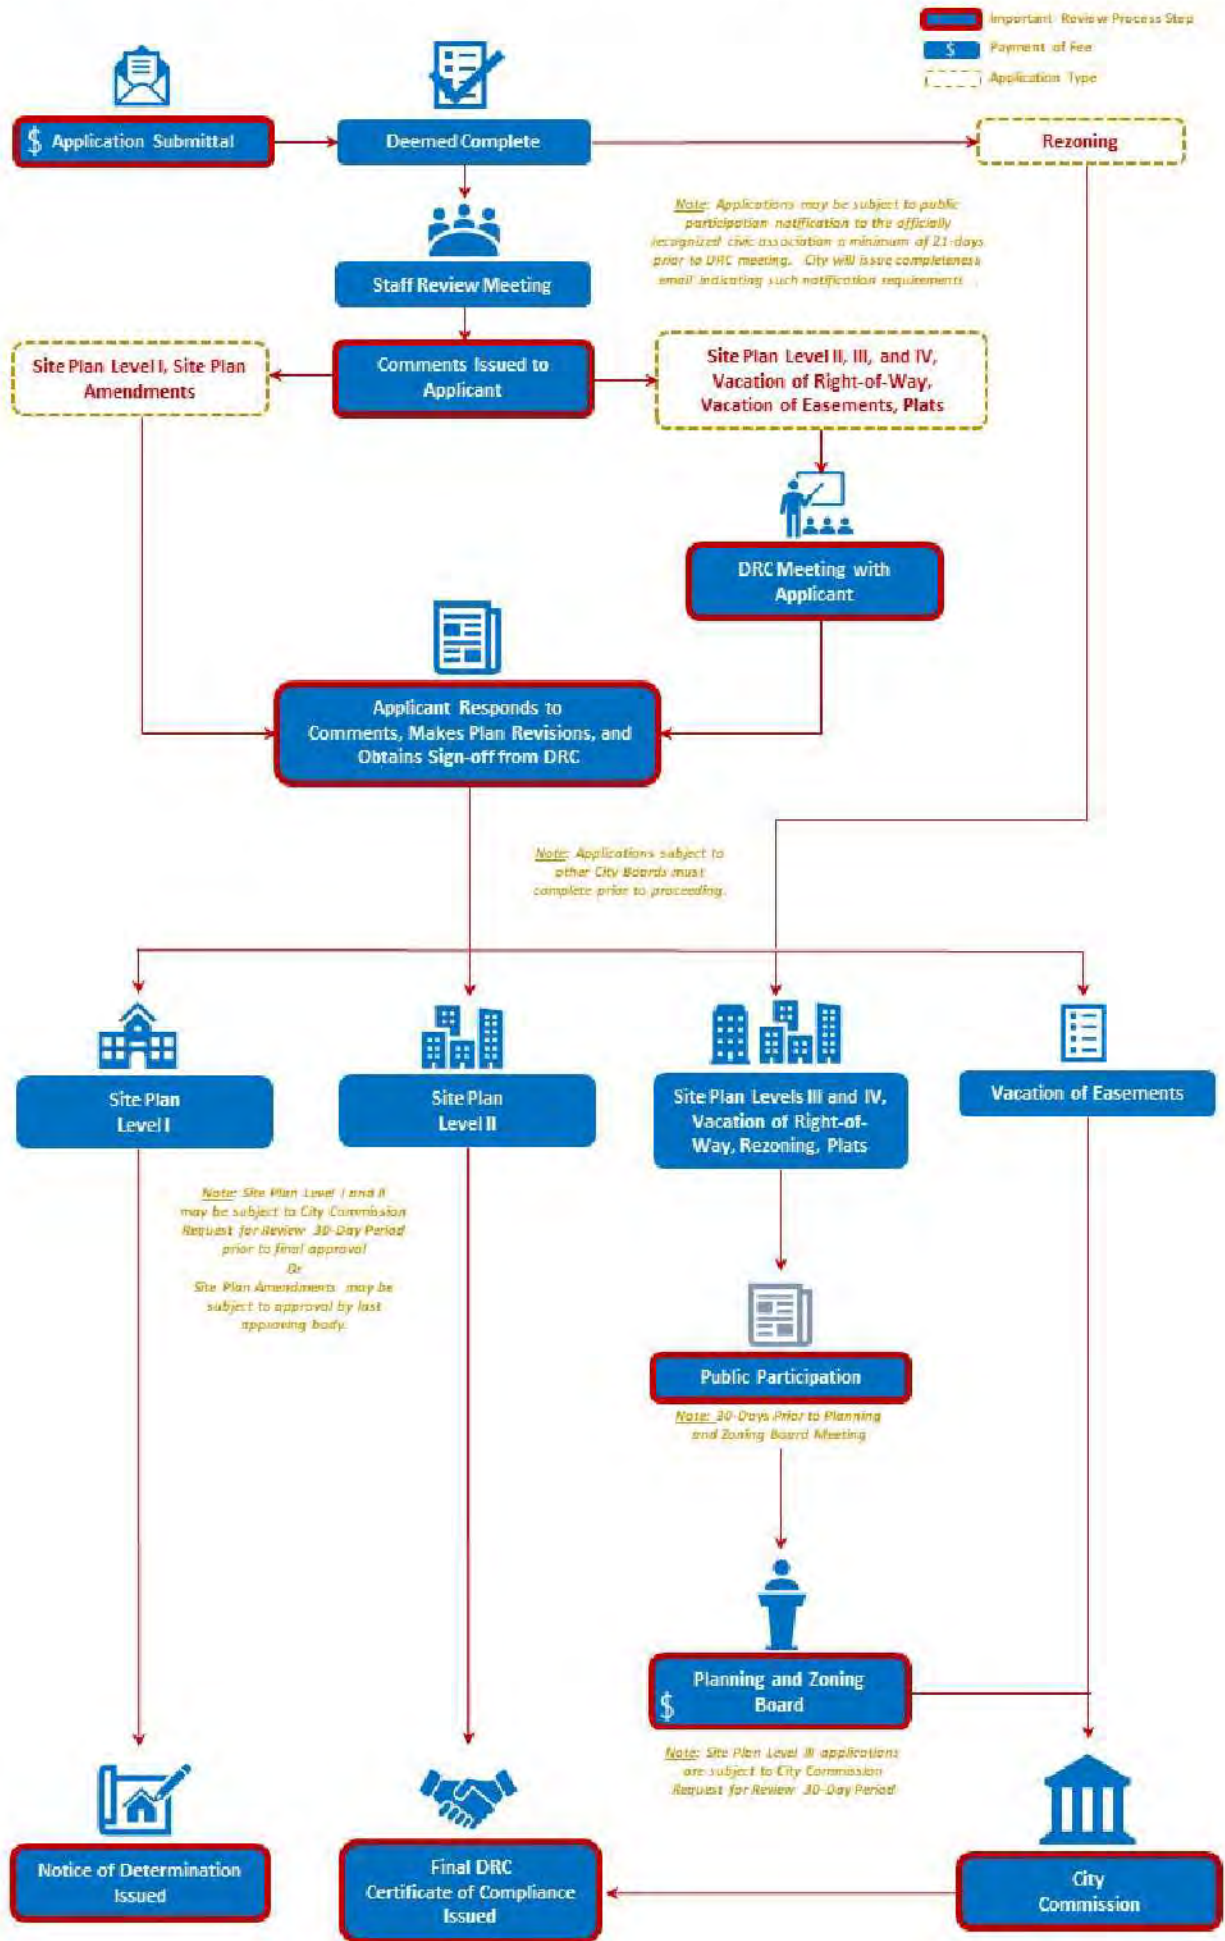 Important Review Process Step
$ Payment of Fee
Application Type
$ Application Submittal
Deemed Complete
Rezoning
Note: Applications may be subject to public
participation notification to the officially
recognized civic association a minimum of 21-days
prior to DRC meeting. City will issue completeness
email indicating such notification requirements.
Staff Review Meeting
Site Plan Level I, Site Plan
Amendments
Comments Issued to
Applicant
Site Plan Level II, III, and IV,
Vacation of Right-of-Way,
Vacation of Easements, Plats
DRC Meeting with
Applicant
Applicant Responds to
Comments, Makes Plan Revisions, and
Obtains Sign-off from DRC
Note: Applications subject to
other City Boards must
complete prior to proceeding.
Site Plan
Level I
Site Plan
Level II
Site Plan Levels III and IV,
Vacation of Right-of-
Way, Rezoning, Plats
Vacation of Easements
Note: Site Plan Level I and II
may be subject to City Commission
Request for Review 30-Day Period
prior to final approval
Or
Site Plan Amendments may be
subject to approval by last
approving body.
Public Participation
Note: 30-Days Prior to Planning
and Zoning Board Meeting
Planning and Zoning
$ Board
Note: Site Plan Level III applications
are subject to City Commission
Request for Review 30-Day Period
Notice of Determination
Issued
Final DRC
Certificate of Compliance
Issued
City
Commission